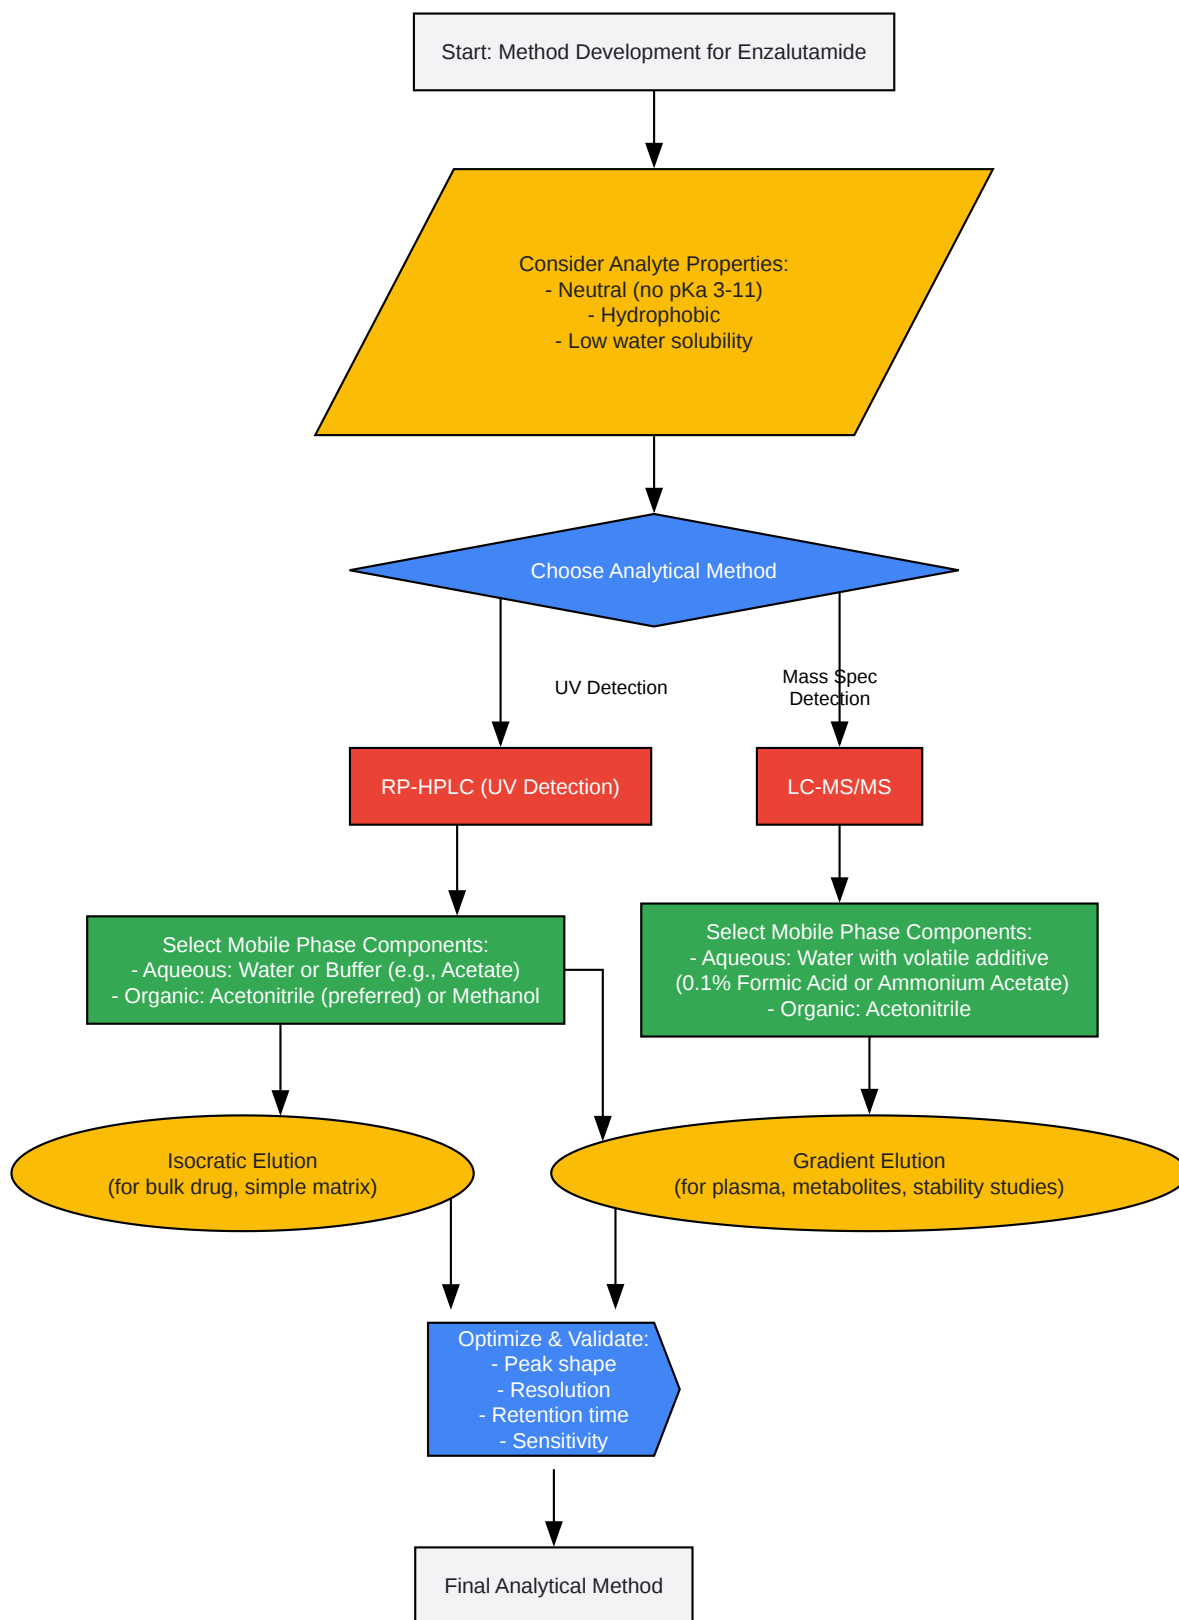 Start: Method Development for Enzalutamide
Consider Analyte Properties:
- Neutral (no pKa 3-11)
- Hydrophobic
- Low water solubility
Choose Analytical Method
UV Detection
Mass Spec
Detection
RP-HPLC (UV Detection)
LC-MS/MS
Select Mobile Phase Components:
- Aqueous: Water or Buffer (e.g., Acetate)
- Organic: Acetonitrile (preferred) or Methanol
Select Mobile Phase Components:
- Aqueous: Water with volatile additive
(0.1% Formic Acid or Ammonium Acetate)
- Organic: Acetonitrile
Isocratic Elution
(for bulk drug, simple matrix)
Gradient Elution
(for plasma, metabolites, stability studies)
Optimize & Validate:
- Peak shape
- Resolution
- Retention time
- Sensitivity
Final Analytical Method